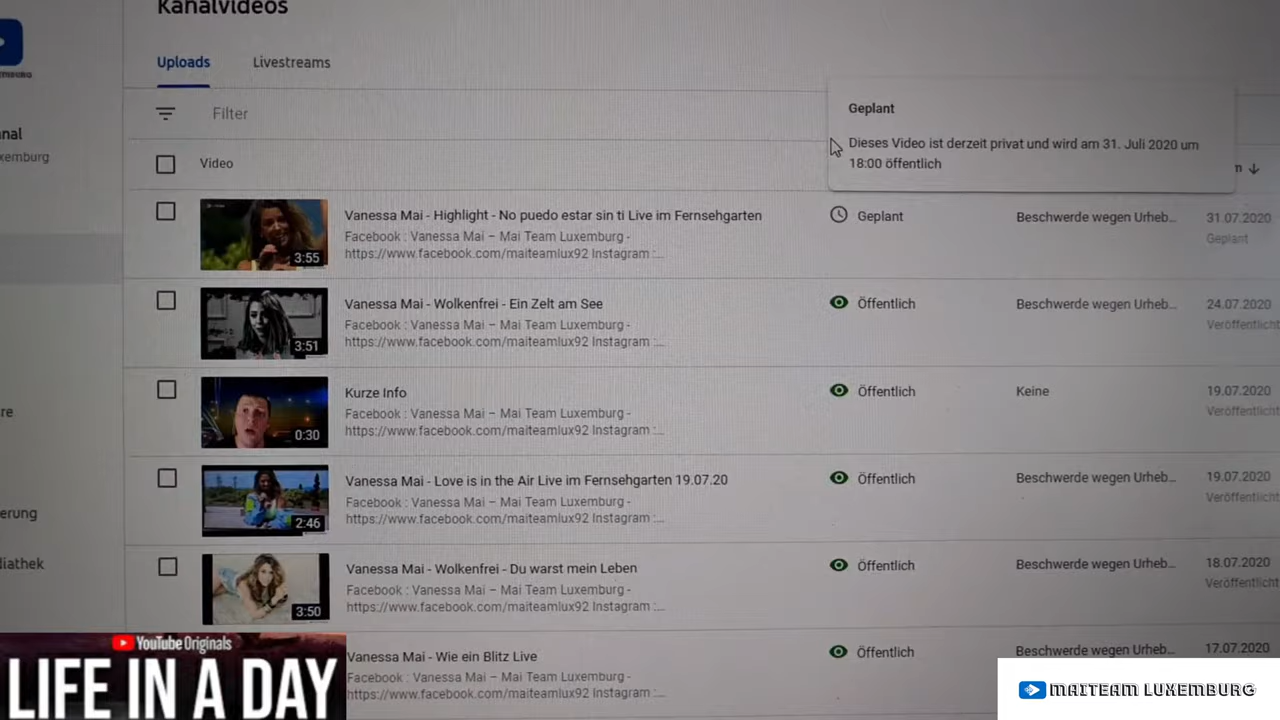 Kanalvideos
Uploads
Livestreams
Filter
Geplant
Dieses Video ist derzeit privat und wird am 31. Juli 2020 um
18:00 öffentlich
Video
Vanessa Mai - Highlight - No puedo estar sin ti Live im Fernsehgarten
Facebook : Vanessa Mai – Mai Team Luxemburg -
https://www.facebook.com/maiteamlux92 Instagram :...
3:55
Geplant
Beschwerde wegen Urheb...
31.07.2020
Geplant
Vanessa Mai - Wolkenfrei - Ein Zelt am See
Facebook : Vanessa Mai – Mai Team Luxemburg -
https://www.facebook.com/maiteamlux92 Instagram :...
3:51
Öffentlich
Beschwerde wegen Urheb...
24.07.2020
Veröffentlicht
Kurze Info
Facebook : Vanessa Mai – Mai Team Luxemburg -
https://www.facebook.com/maiteamlux92 Instagram :...
0:30
Öffentlich
Keine
19.07.2020
Veröffentlicht
Vanessa Mai - Love is in the Air Live im Fernsehgarten 19.07.20
Facebook : Vanessa Mai – Mai Team Luxemburg -
https://www.facebook.com/maiteamlux92 Instagram :...
2:46
Öffentlich
Beschwerde wegen Urheb...
19.07.2020
Veröffentlicht
Vanessa Mai - Wolkenfrei - Du warst mein Leben
Facebook : Vanessa Mai – Mai Team Luxemburg -
https://www.facebook.com/maiteamlux92 Instagram :...
3:50
Öffentlich
Beschwerde wegen Urheb...
18.07.2020
Veröffentlicht
Vanessa Mai - Wie ein Blitz Live
Facebook : Vanessa Mai – Mai Team Luxemburg -
https://www.facebook.com/maiteamlux92 Instagram :...
Öffentlich
Beschwerde wegen Urheb...
17.07.2020
nal
xemburg
re
erung
diathek
YouTube Originals
LIFE IN A DAY
MAITEAM LUXEMBURG